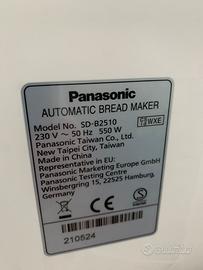 Panasonic
AUTOMATIC BREAD MAKER
Model No. SD-B2510
230 V ~ 50 Hz 550 W
WXE
Panasonic Taiwan Co., Ltd.
New Taipei City, Taiwan
Made in China
Representative in EU:
Panasonic Marketing Europe GmbH
Panasonic Testing Centre
Winsbergring 15, 22525 Hamburg,
Germany
210524
subito